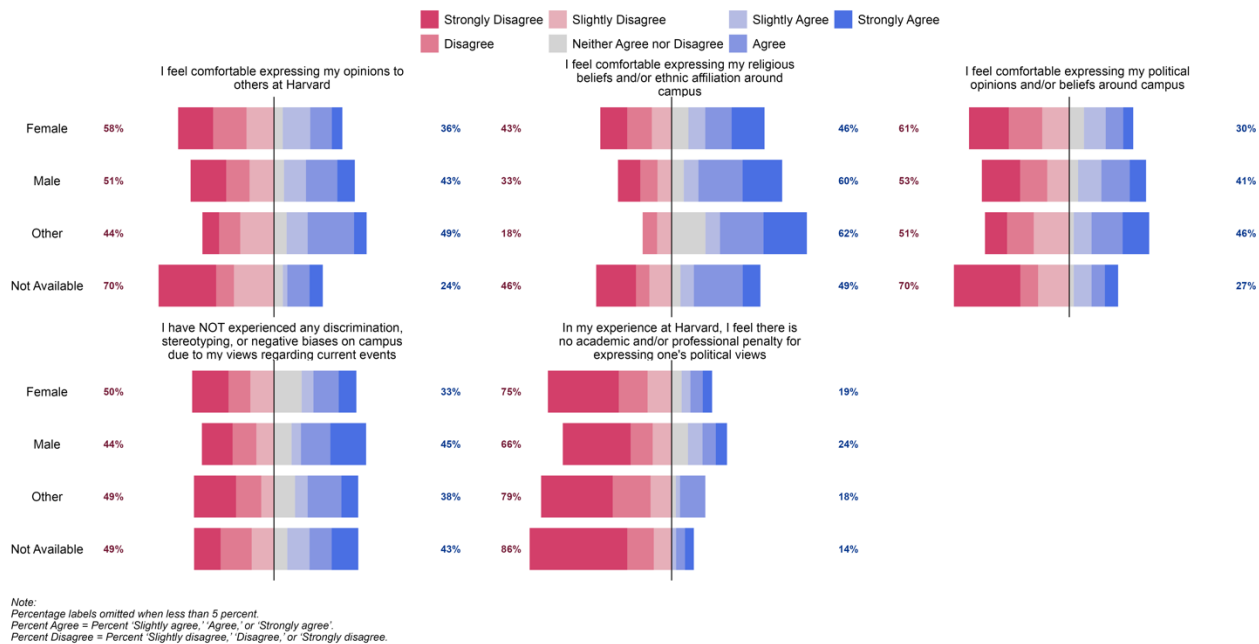 Strongly Disagree Slightly Disagree Slightly Agree Strongly Agree
Disagree Neither Agree nor Disagree Agree
I feel comfortable expressing my opinions to
others at Harvard
I feel comfortable expressing my religious
beliefs and/or ethnic affiliation around
campus
I feel comfortable expressing my political
opinions and/or beliefs around campus
Female 58% 36% 43% 46% 61% 30%
Male 51% 43% 33% 60% 53% 41%
Other 44% 49% 18% 62% 51% 46%
Not Available 70% 24% 46% 49% 70% 27%
I have NOT experienced any discrimination,
stereotyping, or negative biases on campus
due to my views regarding current events
In my experience at Harvard, I feel there is
no academic and/or professional penalty for
expressing one's political views
Female 50% 33% 75% 19%
Male 44% 45% 66% 24%
Other 49% 38% 79% 18%
Not Available 49% 43% 86% 14%
Note:
Percentage labels omitted when less than 5 percent.
Percent Agree = Percent 'Slightly agree,' 'Agree,' or 'Strongly agree'.
Percent Disagree = Percent 'Slightly disagree,' 'Disagree,' or 'Strongly disagree.